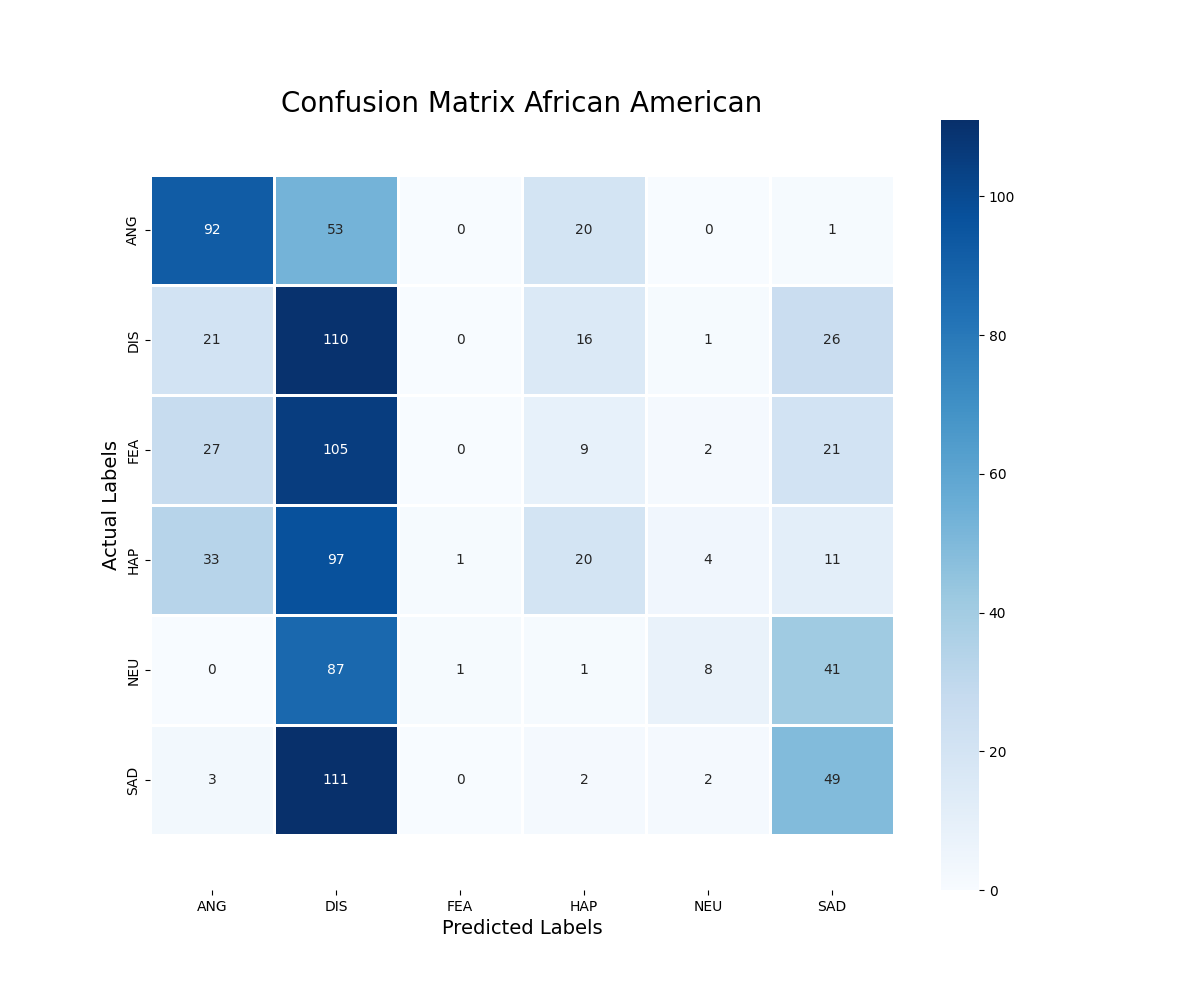 Confusion Matrix African American
ANG 92 53 0 20 0 1
DIS 21 110 0 16 1 26
FEA 27 105 0 9 2 21
HAP 33 97 1 20 4 11
NEU 0 87 1 1 8 41
SAD 3 111 0 2 2 49
Actual Labels
ANG DIS FEA HAP NEU SAD
Predicted Labels
100
80
60
40
20
0